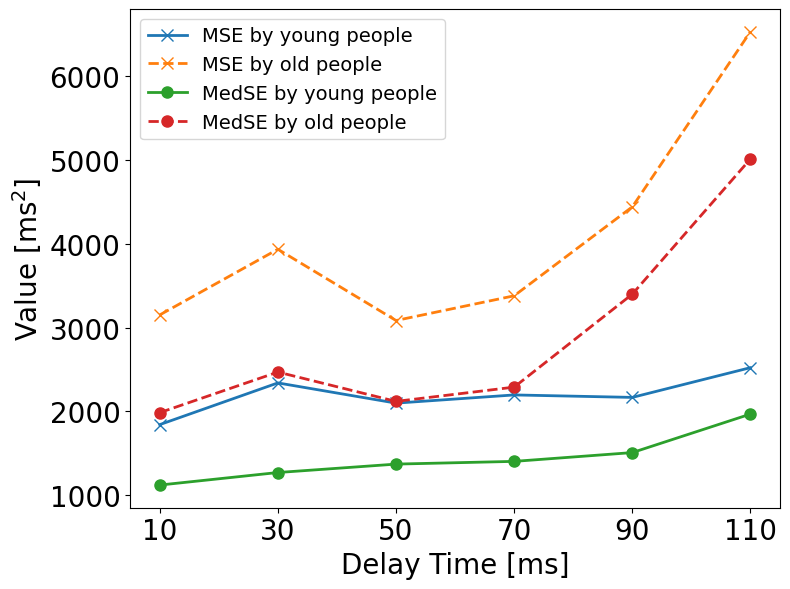 MSE by young people
MSE by old people
MedSE by young people
MedSE by old people
6000
5000
4000
3000
2000
1000
Value [ms²]
10 30 50 70 90 110
Delay Time [ms]